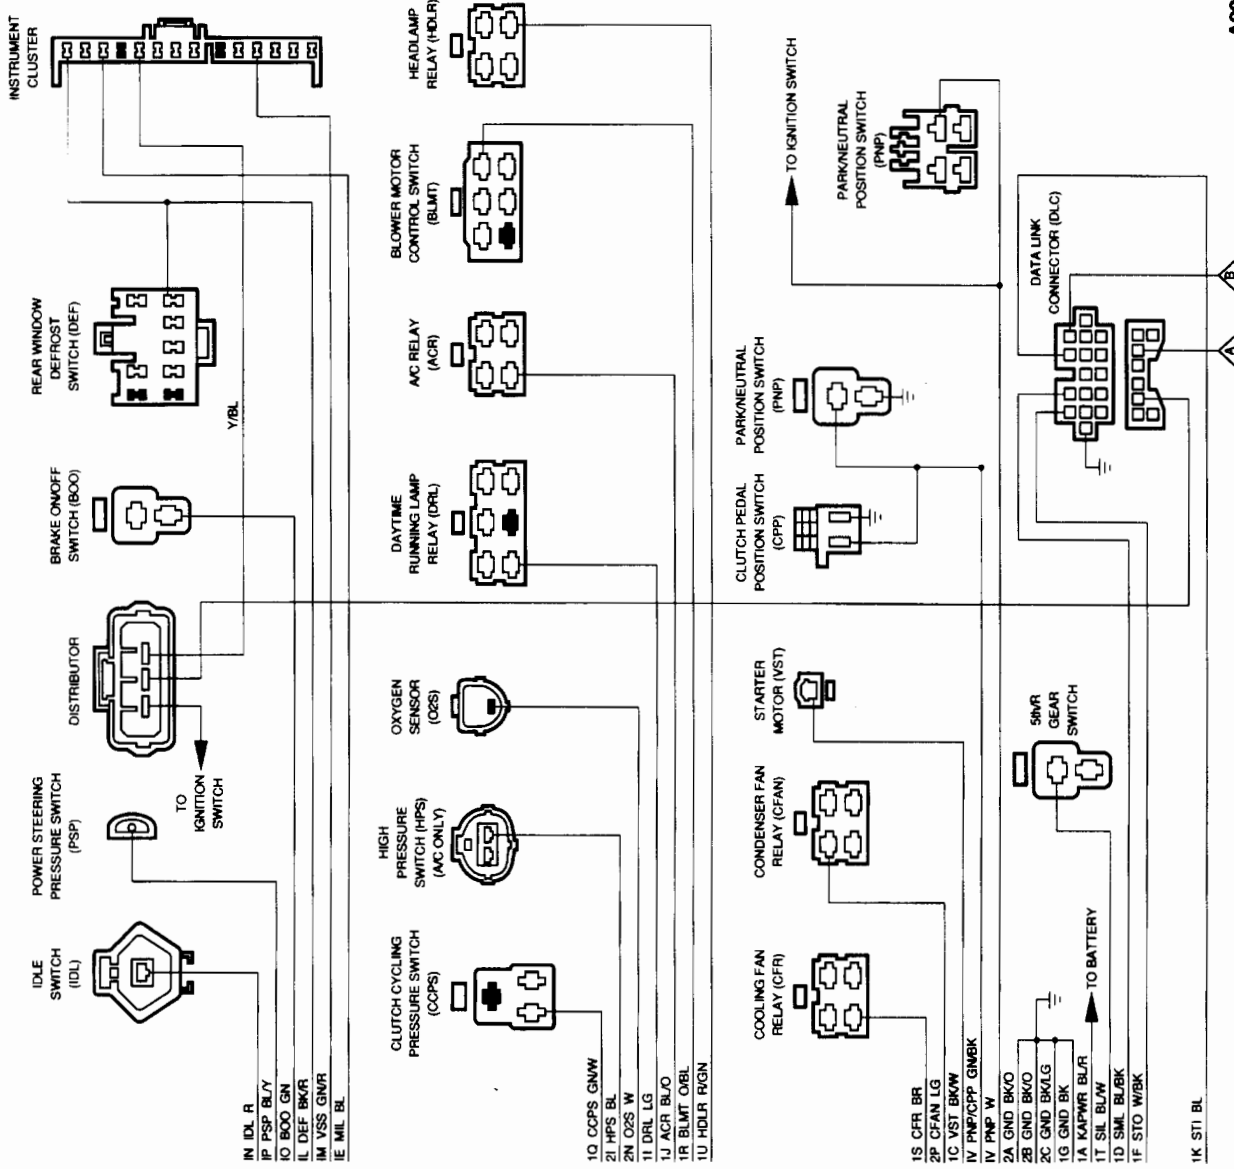 INSTRUMENT
CLUSTER
REAR WINDOW
DEFROST
SWITCH (DEF)
Y/BL
BRAKE ON/OFF
SWITCH (BOO)
DISTRIBUTOR
TO
IGNITION
SWITCH
POWER STEERING
PRESSURE SWITCH
(PSP)
IDLE
SWITCH
(IDL)
IN IDL R
IP PSP BL/Y
IO BOO GN
IL DEF BK/R
IM VSS GN/R
IE MIL BL
HEADLAMP
RELAY (HDLR)
BLOWER MOTOR
CONTROL SWITCH
(BLMT)
A/C RELAY
(ACR)
DAYTIME
RUNNING LAMP
RELAY (DRL)
OXYGEN
SENSOR
(O2S)
HIGH
PRESSURE
SWITCH (HPS)
(A/C ONLY)
CLUTCH CYCLING
PRESSURE SWITCH
(CCPS)
1Q CCPS GN/W
2I HPS BL
2N O2S W
1I DRL LG
1J ACR BL/O
1R BLMT O/BL
1U HDLR R/GN
TO IGNITION SWITCH
PARK/NEUTRAL
POSITION SWITCH
(PNP)
PARK/NEUTRAL
POSITION SWITCH
(PNP)
CLUTCH PEDAL
POSITION SWITCH
(CPP)
STARTER
MOTOR (VST)
CONDENSER FAN
RELAY (CFAN)
COOLING FAN
RELAY (CFR)
DATA LINK
CONNECTOR (DLC)
B
A
5th/R
GEAR
SWITCH
TO BATTERY
1S CFR BR
2P CFAN LG
1C VST BK/W
IV PNP/CPP GN/BK
IV PNP W
2A GND BK/O
2B GND BK/O
2C GND BK/LG
1G GND BK
1A KAPWR BL/R
1T SIL BL/W
1D SML BL/BK
1F STO W/BK
1K STI BL